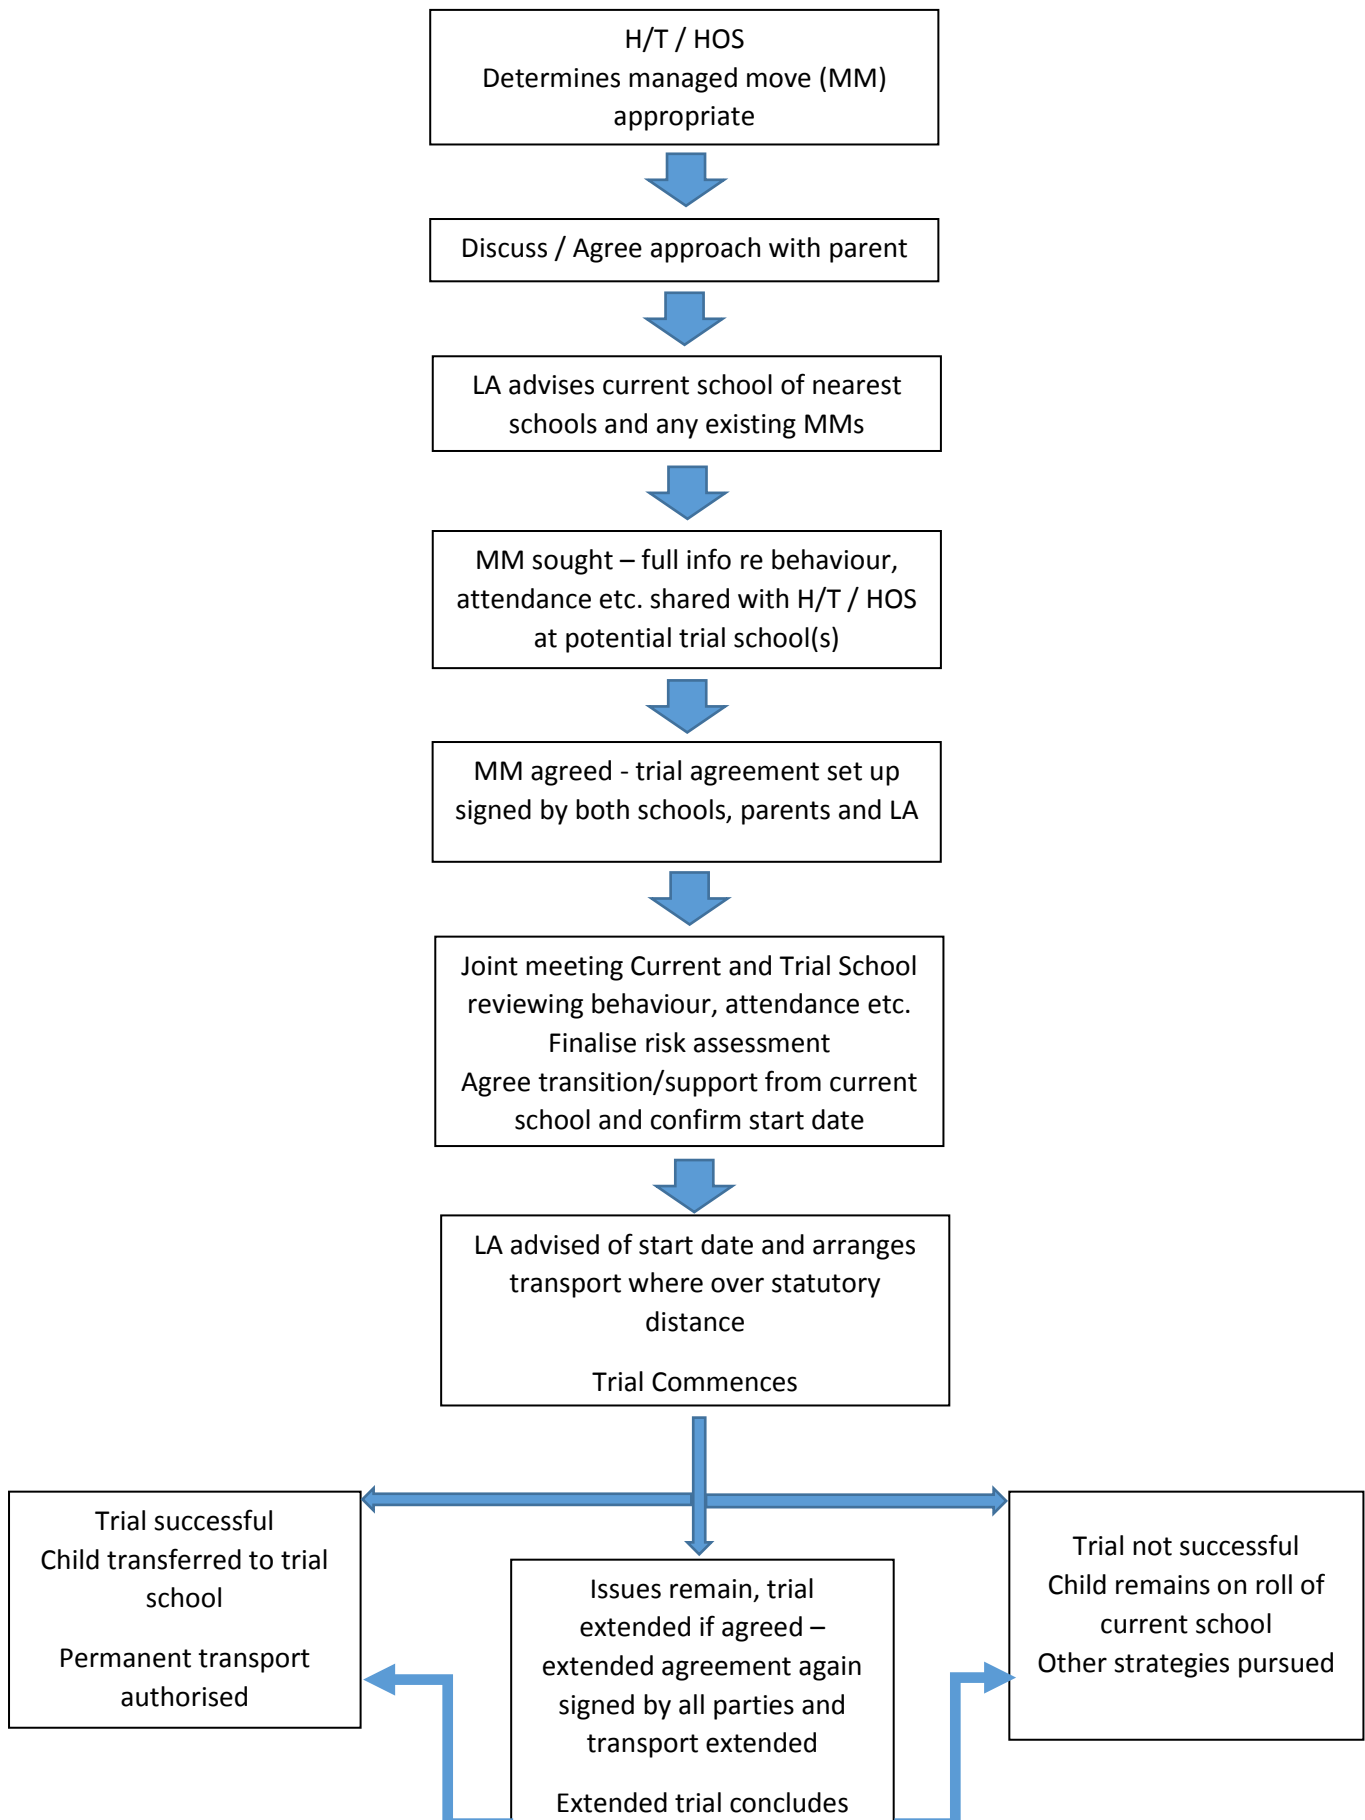 H/T / HOS
Determines managed move (MM)
appropriate
Discuss / Agree approach with parent
LA advises current school of nearest
schools and any existing MMs
MM sought – full info re behaviour,
attendance etc. shared with H/T / HOS
at potential trial school(s)
MM agreed - trial agreement set up
signed by both schools, parents and LA
Joint meeting Current and Trial School
reviewing behaviour, attendance etc.
Finalise risk assessment
Agree transition/support from current
school and confirm start date
LA advised of start date and arranges
transport where over statutory
distance
Trial Commences
Trial successful
Child transferred to trial
school
Permanent transport
authorised
Issues remain, trial
extended if agreed –
extended agreement again
signed by all parties and
transport extended
Extended trial concludes
Trial not successful
Child remains on roll of
current school
Other strategies pursued